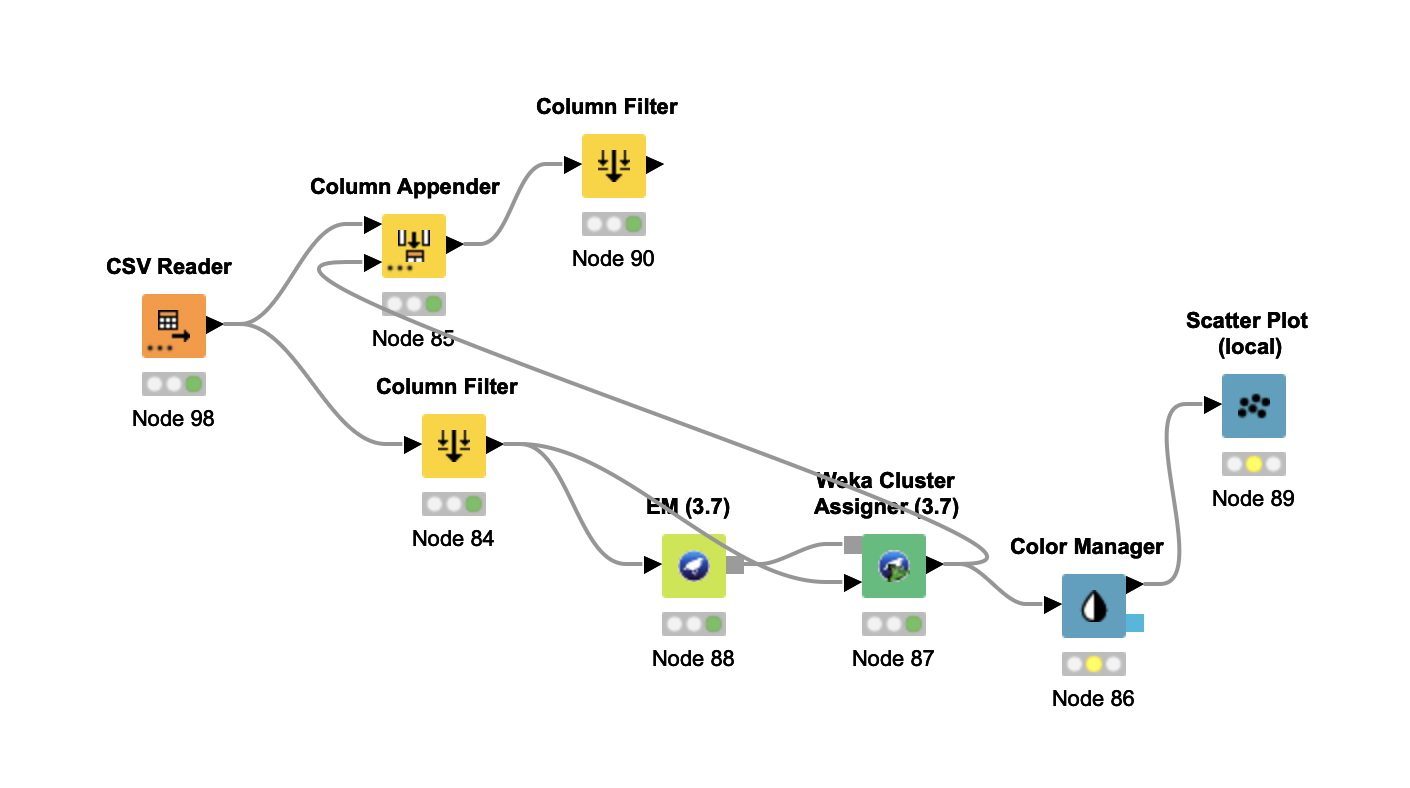 Column Filter
Node 90
Column Appender
Node 85
CSV Reader
Node 98
Column Filter
Node 84
EM (3.7)
Node 88
Weka Cluster
Assigner (3.7)
Node 87
Color Manager
Node 86
Scatter Plot
(local)
Node 89